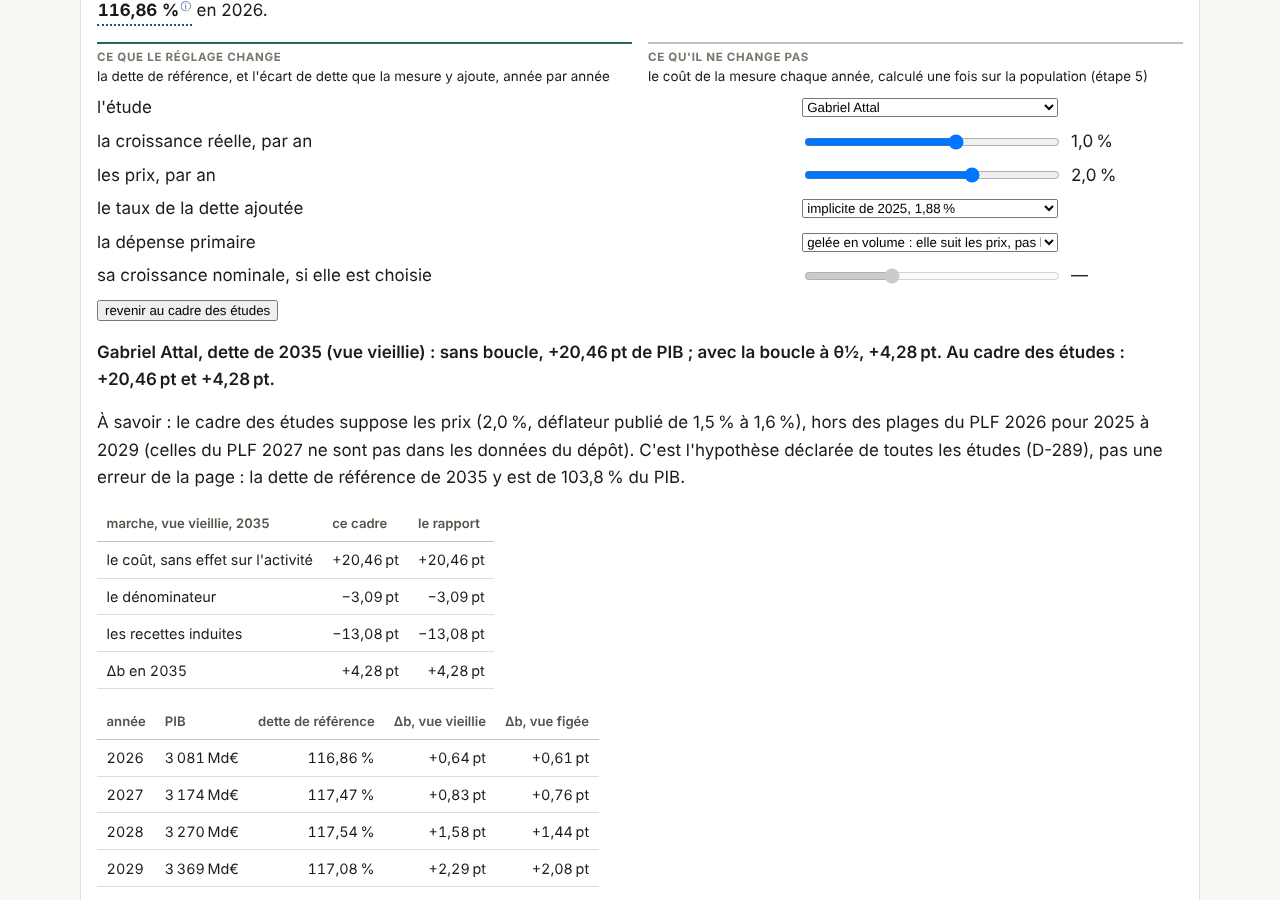 116,86 % ⓘ en 2026.
CE QUE LE RÉGLAGE CHANGE
la dette de référence, et l'écart de dette que la mesure y ajoute, année par année
CE QU'IL NE CHANGE PAS
le coût de la mesure chaque année, calculé une fois sur la population (étape 5)
l'étude Gabriel Attal
la croissance réelle, par an 1,0 %
les prix, par an 2,0 %
le taux de la dette ajoutée implicite de 2025, 1,88 %
la dépense primaire gelée en volume : elle suit les prix, pas
sa croissance nominale, si elle est choisie —
revenir au cadre des études
Gabriel Attal, dette de 2035 (vue vieillie) : sans boucle, +20,46 pt de PIB ; avec la boucle à θ½, +4,28 pt. Au cadre des études :
+20,46 pt et +4,28 pt.
À savoir : le cadre des études suppose les prix (2,0 %, déflateur publié de 1,5 % à 1,6 %), hors des plages du PLF 2026 pour 2025 à
2029 (celles du PLF 2027 ne sont pas dans les données du dépôt). C'est l'hypothèse déclarée de toutes les études (D-289), pas une
erreur de la page : la dette de référence de 2035 y est de 103,8 % du PIB.
marche, vue vieillie, 2035 ce cadre le rapport
le coût, sans effet sur l'activité +20,46 pt +20,46 pt
le dénominateur −3,09 pt −3,09 pt
les recettes induites −13,08 pt −13,08 pt
Δb en 2035 +4,28 pt +4,28 pt
année PIB dette de référence Δb, vue vieillie Δb, vue figée
2026 3 081 Md€ 116,86 % +0,64 pt +0,61 pt
2027 3 174 Md€ 117,47 % +0,83 pt +0,76 pt
2028 3 270 Md€ 117,54 % +1,58 pt +1,44 pt
2029 3 369 Md€ 117,08 % +2,29 pt +2,08 pt